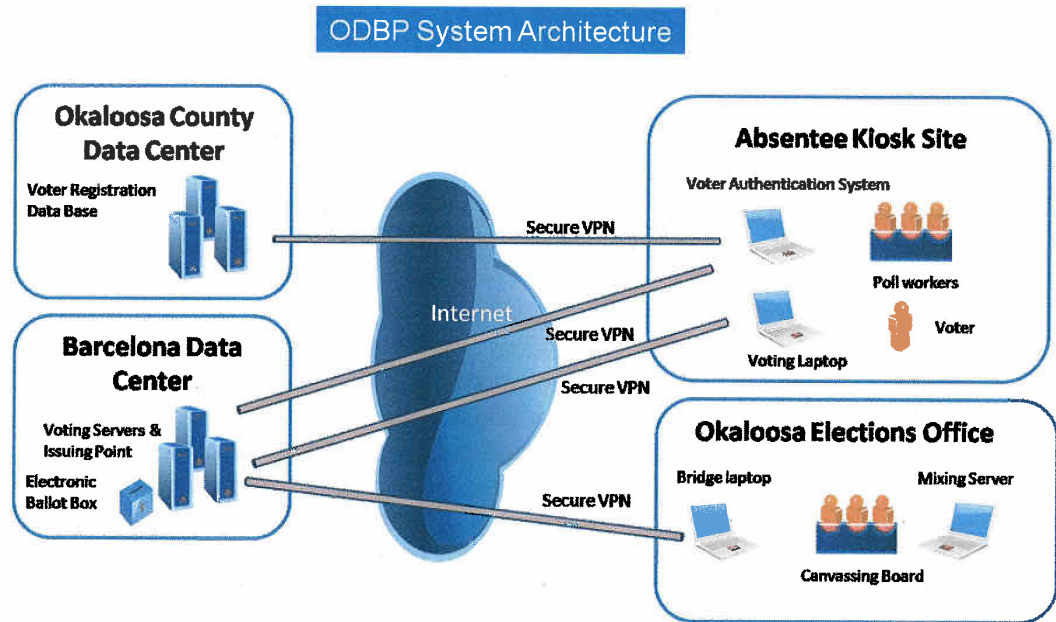 ODBP System Architecture
Okaloosa County
Data Center
Voter Registration
Data Base
Barcelona Data
Center
Voting Servers &
Issuing Point
Electronic
Ballot Box
Internet
Secure VPN
Secure VPN
Secure VPN
Secure VPN
Absentee Kiosk Site
Voter Authentication System
Poll workers
Voting Laptop
Voter
Okaloosa Elections Office
Bridge laptop
Mixing Server
Canvassing Board